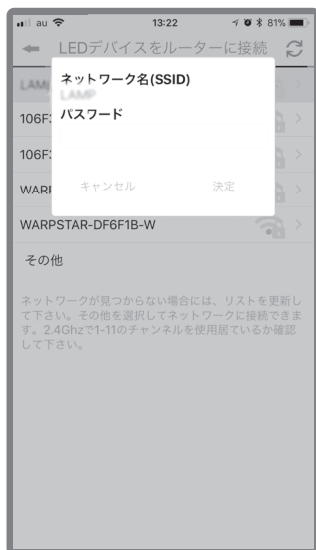 au 13:22 81%
LEDデバイスをルーターに接続
ネットワーク名(SSID)
LAMP
パスワード
106F
106F
WARP
キャンセル 決定
WARPSTAR-DF6F1B-W
その他
ネットワークが見つからない場合には、リストを更新し
て下さい。その他を選択してネットワークに接続できま
す。2.4Ghzで1-11のチャンネルを使用居ているか確認
して下さい。